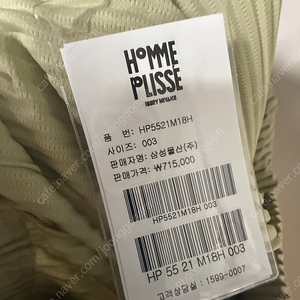 HOMME
PLISSÉ
ISSEY MIYAKE
품 번: HP5521M18H
사이즈: 003
판매자명: 삼성물산(주)
판매가격: ₩715,000
HP5521M18H 003
HP 55 21 M18H 003
고객상담실 : 1599-0007